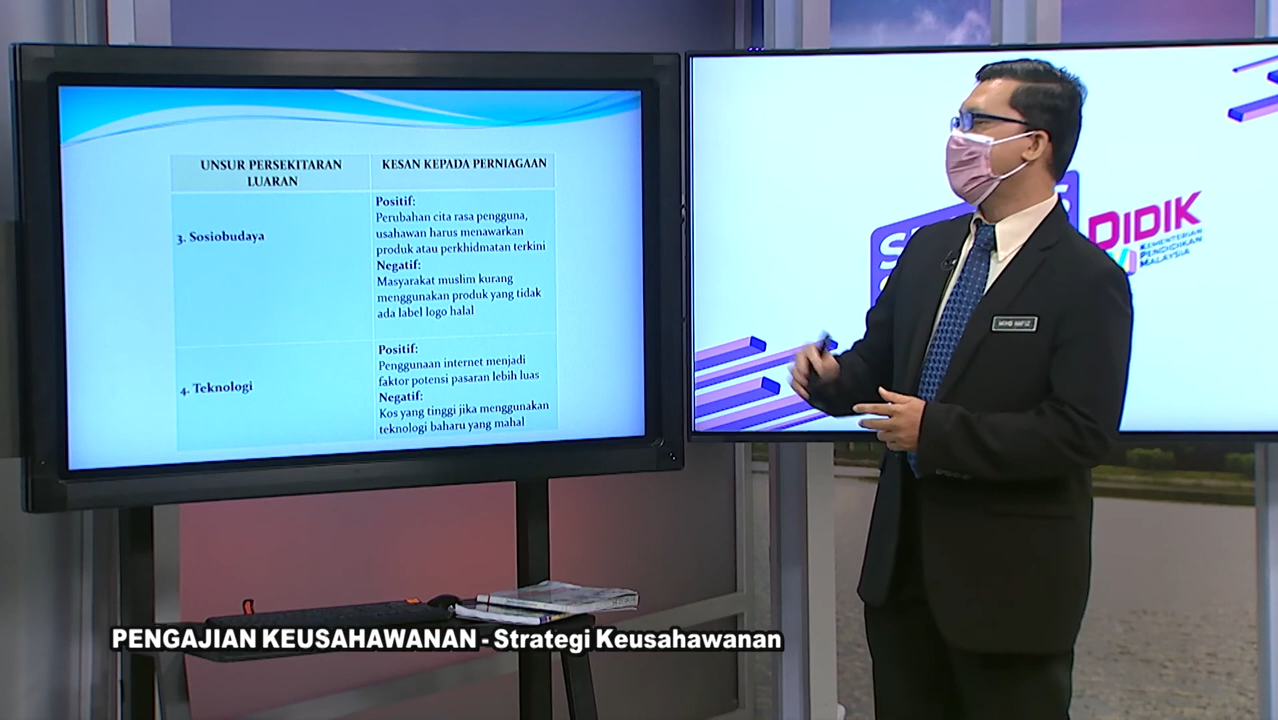 UNSUR PERSEKITARAN
LUARAN
KESAN KEPADA PERNIAGAAN
3. Sosiobudaya
Positif:
Perubahan cita rasa pengguna,
usahawan harus menawarkan
produk atau perkhidmatan terkini
Negatif:
Masyarakat muslim kurang
menggunakan produk yang tidak
ada label logo halal
4. Teknologi
Positif:
Penggunaan internet menjadi
faktor potensi pasaran lebih luas
Negatif:
Kos yang tinggi jika menggunakan
teknologi baharu yang mahal
DIDIK
KEMENTERIAN
PENDIDIKAN
MALAYSIA
MOHD HAFIZ
PENGAJIAN KEUSAHAWANAN - Strategi Keusahawanan